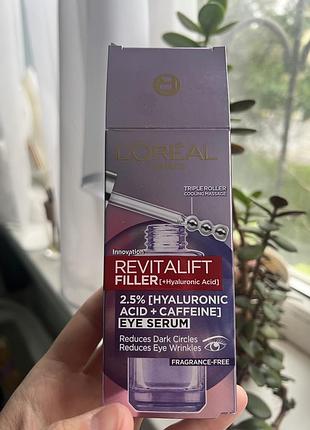 L'ORÉAL
PARIS
TRIPLE ROLLER
COOLING MASSAGE
Innovation
REVITALIFT
FILLER [+Hyaluronic Acid]
2.5% [HYALURONIC
ACID + CAFFEINE]
EYE SERUM
Reduces Dark Circles
Reduces Eye Wrinkles
FRAGRANCE-FREE